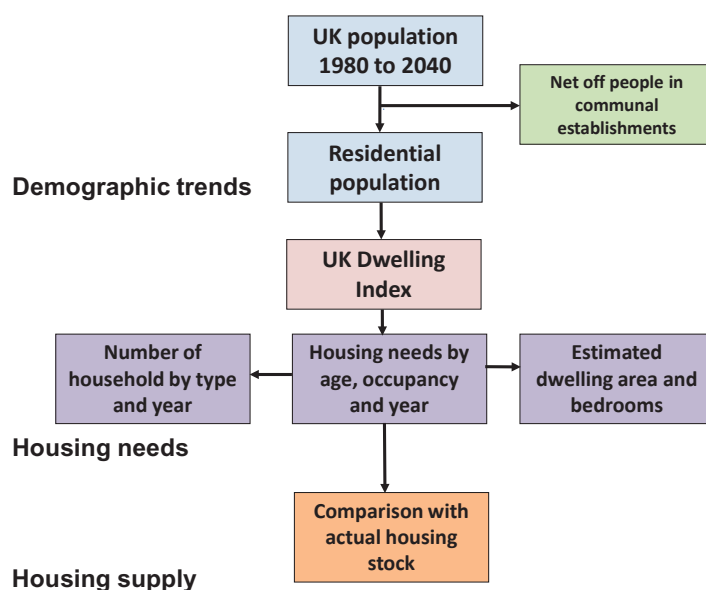 UK population
1980 to 2040
Net off people in
communal
establishments
Residential
population
Demographic trends
UK Dwelling
Index
Number of
household by type
and year
Housing needs by
age, occupancy
and year
Estimated
dwelling area and
bedrooms
Housing needs
Comparison with
actual housing
stock
Housing supply